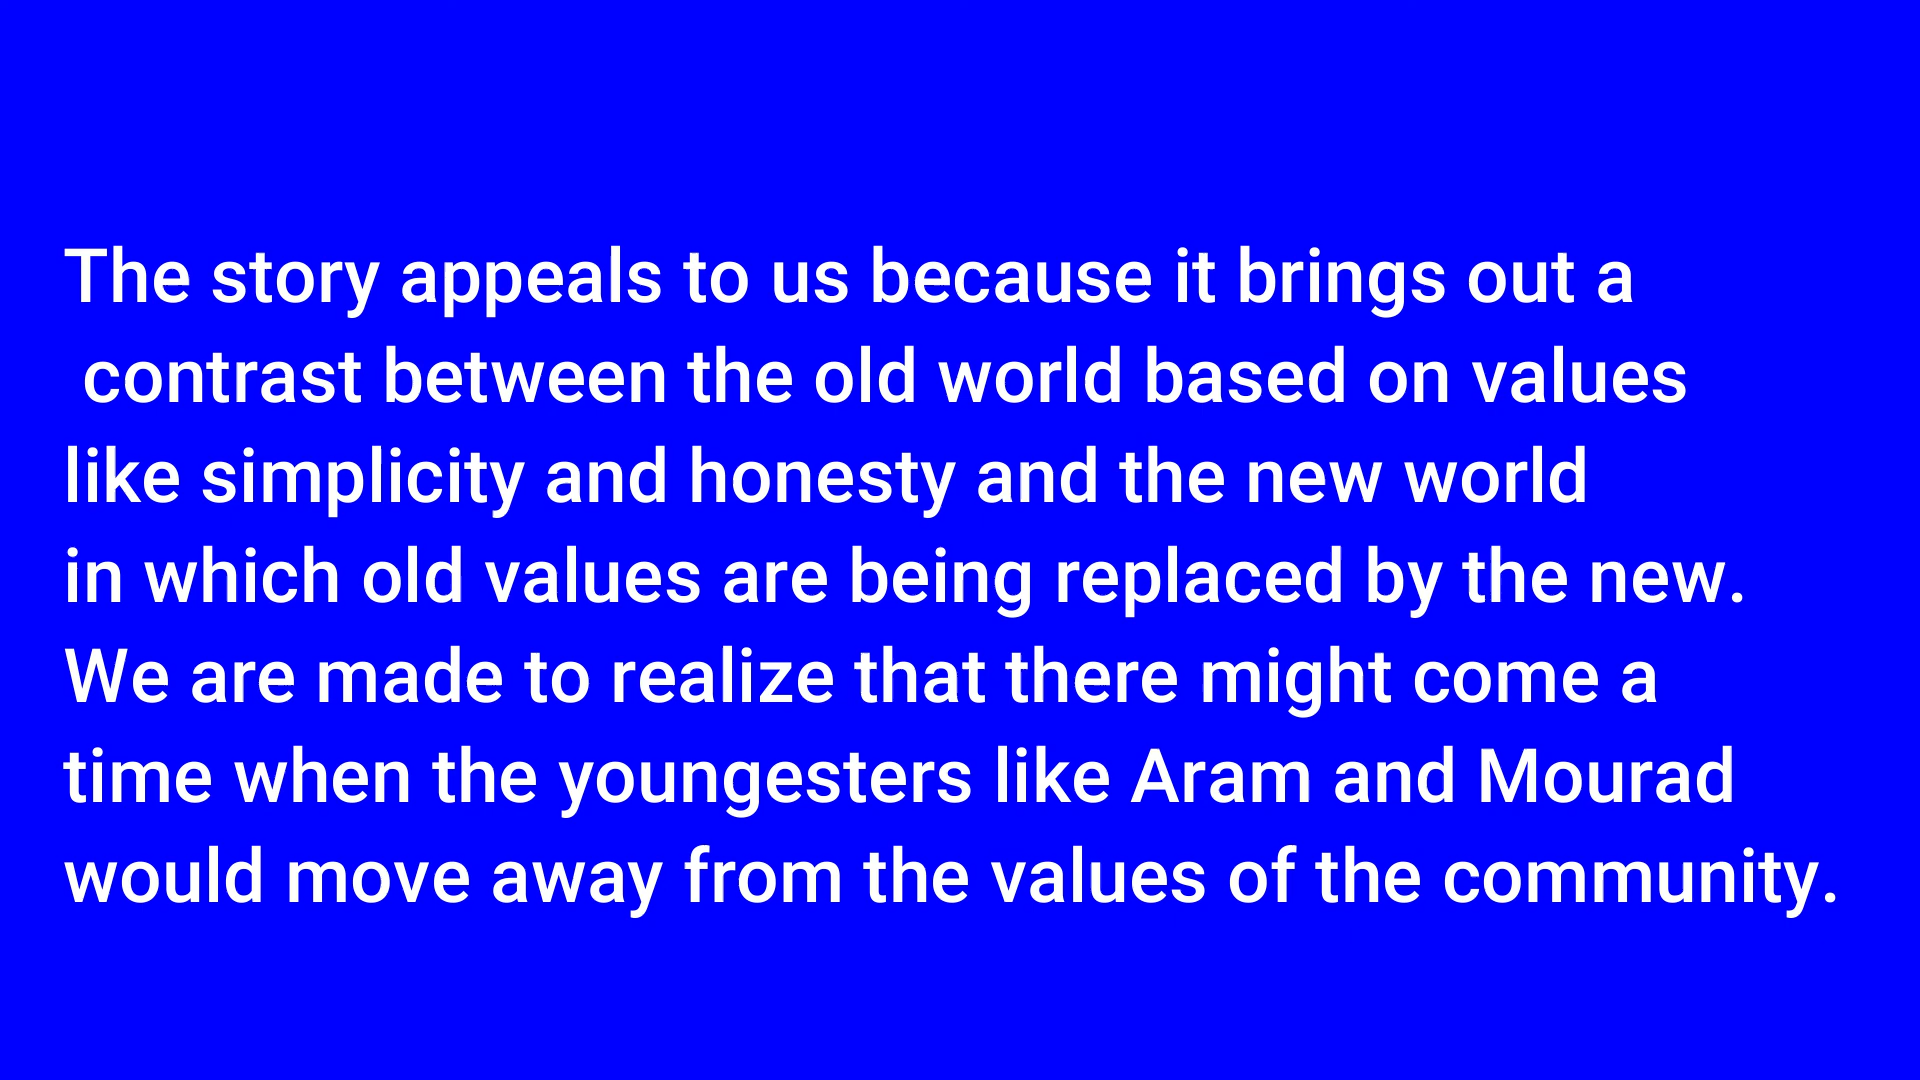 The story appeals to us because it brings out a
contrast between the old world based on values
like simplicity and honesty and the new world
in which old values are being replaced by the new.
We are made to realize that there might come a
time when the youngesters like Aram and Mourad
would move away from the values of the community.